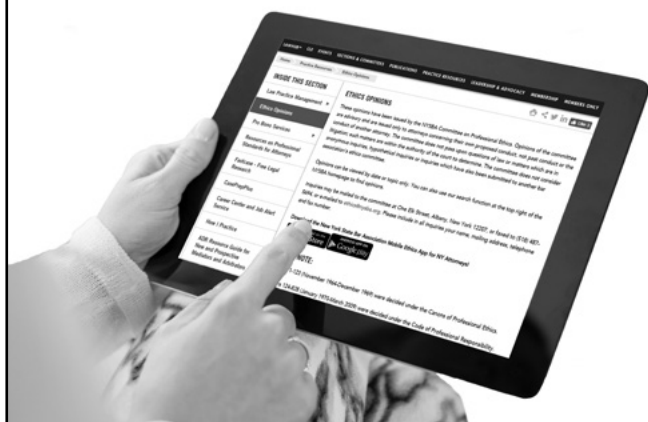 CLE EVENTS SECTIONS & COMMITTEES PUBLICATIONS PRACTICE RESOURCES LEADERSHIP & ADVOCACY MEMBERSHIP MEMBERS ONLY
Home Practice Resources Ethics Opinions
INSIDE THIS SECTION
Law Practice Management
Ethics Opinions
Pro Bono Services
Resources on Professional
Standards for Attorneys
Fastcase - Free Legal
Research
CasePrepPlus
Career Center and Job Alert
Service
How I Practice
ADR Resource Guide for
New and Prospective
Mediators and Arbitrators
ETHICS OPINIONS
These opinions have been issued by the NYSBA Committee on Professional Ethics. Opinions of the committee
are advisory and are issued only to attorneys concerning their own proposed conduct, not past conduct or the
conduct of another attorney. The committee does not pass upon questions of law or matters which are in
litigation; such matters are within the authority of the court to determine. The committee does not consider
anonymous inquiries, hypothetical inquiries or inquiries which have also been submitted to another bar
association's ethics committee.
Opinions can be viewed by date or topic only. You can also use our search function at the top right of the
NYSBA homepage to find opinions.
Inquiries may be mailed to the committee at One Elk Street, Albany, New York 12207, or faxed to (518) 487-
or e-mailed to ethics@nysba.org. Please include in all inquiries your name, mailing address, telephone
and fax number.
Download the New York State Bar Association Mobile Ethics App for NY Attorneys!
Store Google play
NOTE:
1-123 (November 1964-December 1969) were decided under the Canons of Professional Ethics.
124-828 (January 1970-March 2009) were decided under the Code of Professional Responsibility.